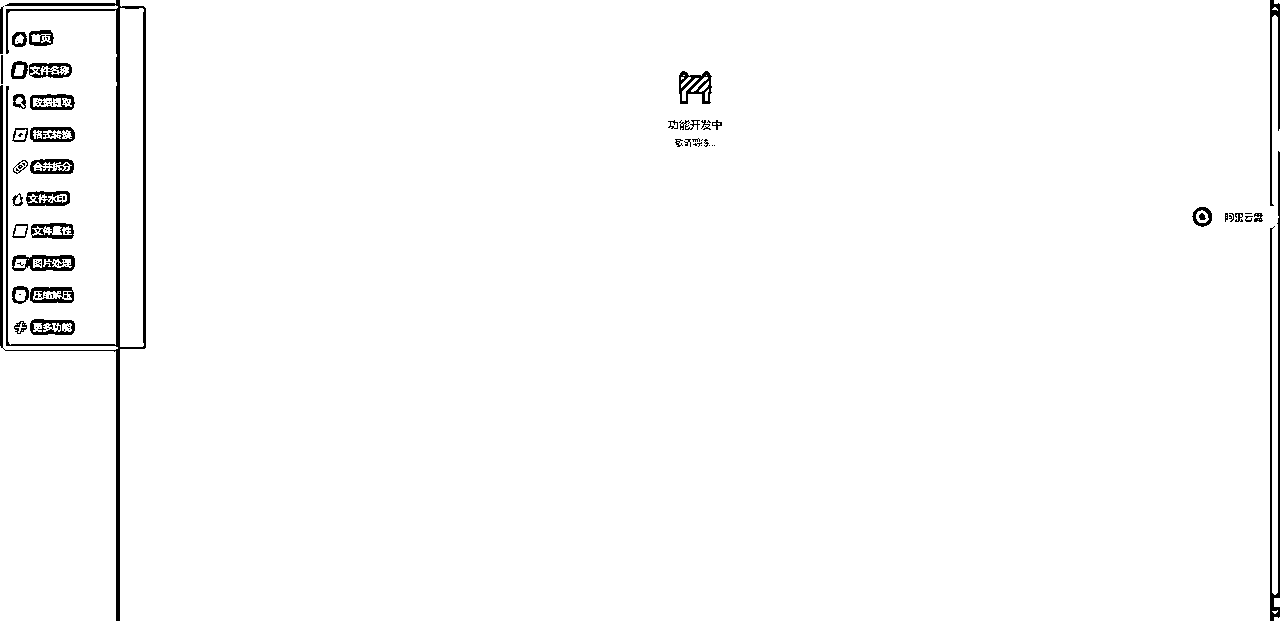 首页
文件名称
数据提取
格式转换
合并拆分
文件水印
文件属性
图片处理
压缩解压
更多功能
功能开发中
敬请期待...
阿里云盘